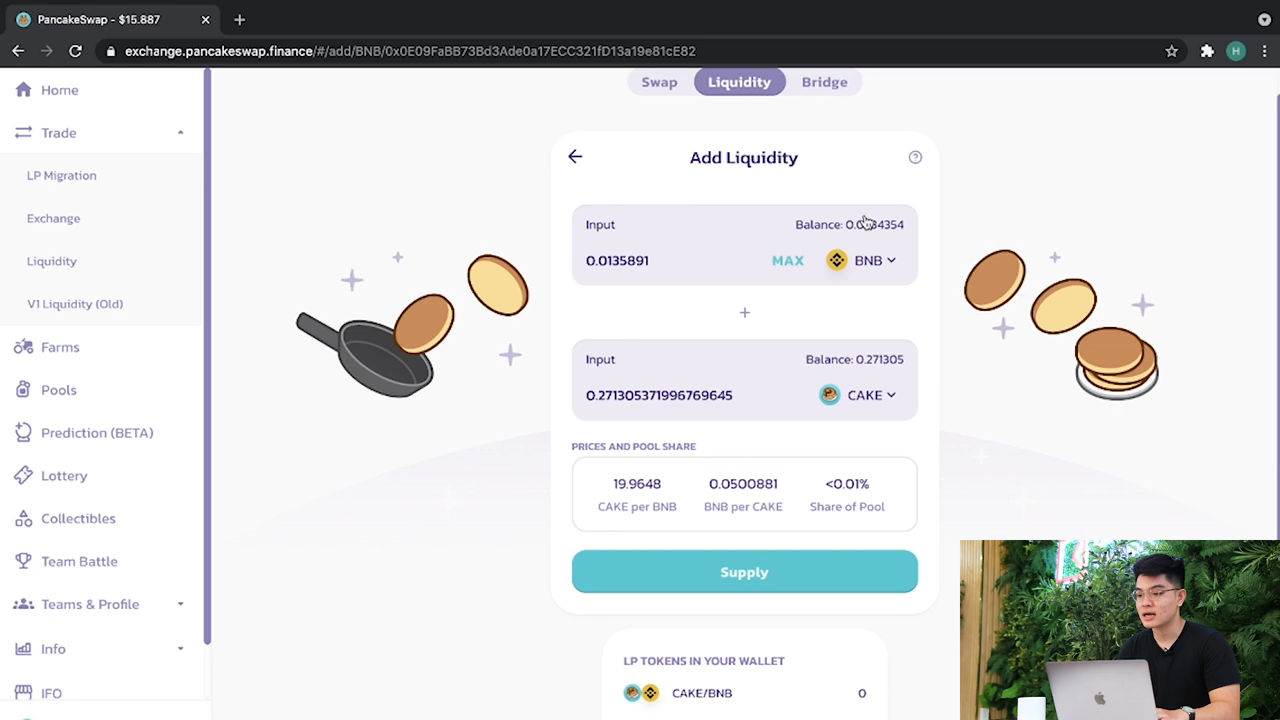 PancakeSwap - $15.887
exchange.pancakeswap.finance/#/add/BNB/0x0E09FaBB73Bd3Ade0a17ECC321fD13a19e81cE82
H
Home
Trade
LP Migration
Exchange
Liquidity
V1 Liquidity (Old)
Farms
Pools
Prediction (BETA)
Lottery
Collectibles
Team Battle
Teams & Profile
Info
IFO
Swap
Liquidity
Bridge
Add Liquidity
Input
Balance:
0.0135891
MAX
BNB
Input
Balance: 0.271305
0.271305371996769645
CAKE
PRICES AND POOL SHARE
19.9648
0.0500881
<0.01%
CAKE per BNB
BNB per CAKE
Share of Pool
Supply
LP TOKENS IN YOUR WALLET
CAKE/BNB
0